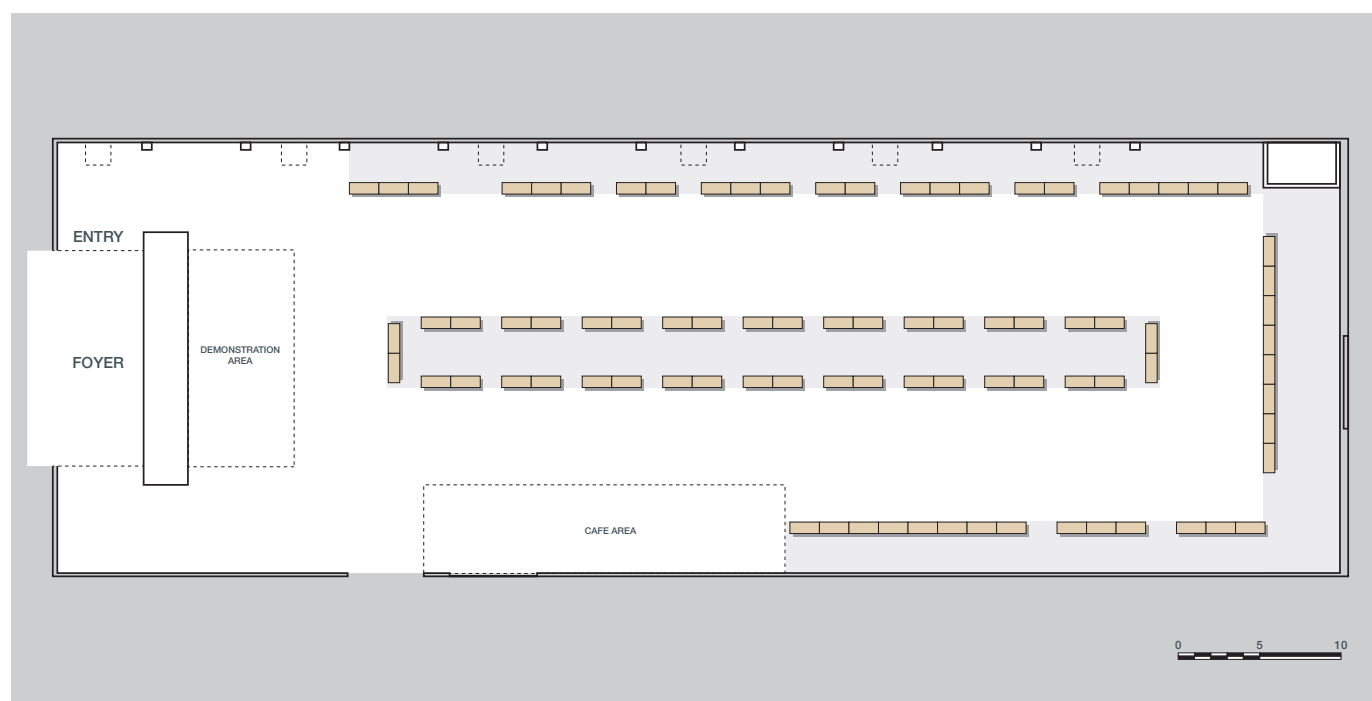 ENTRY
FOYER
DEMONSTRATION
AREA
CAFE AREA
0 5 10